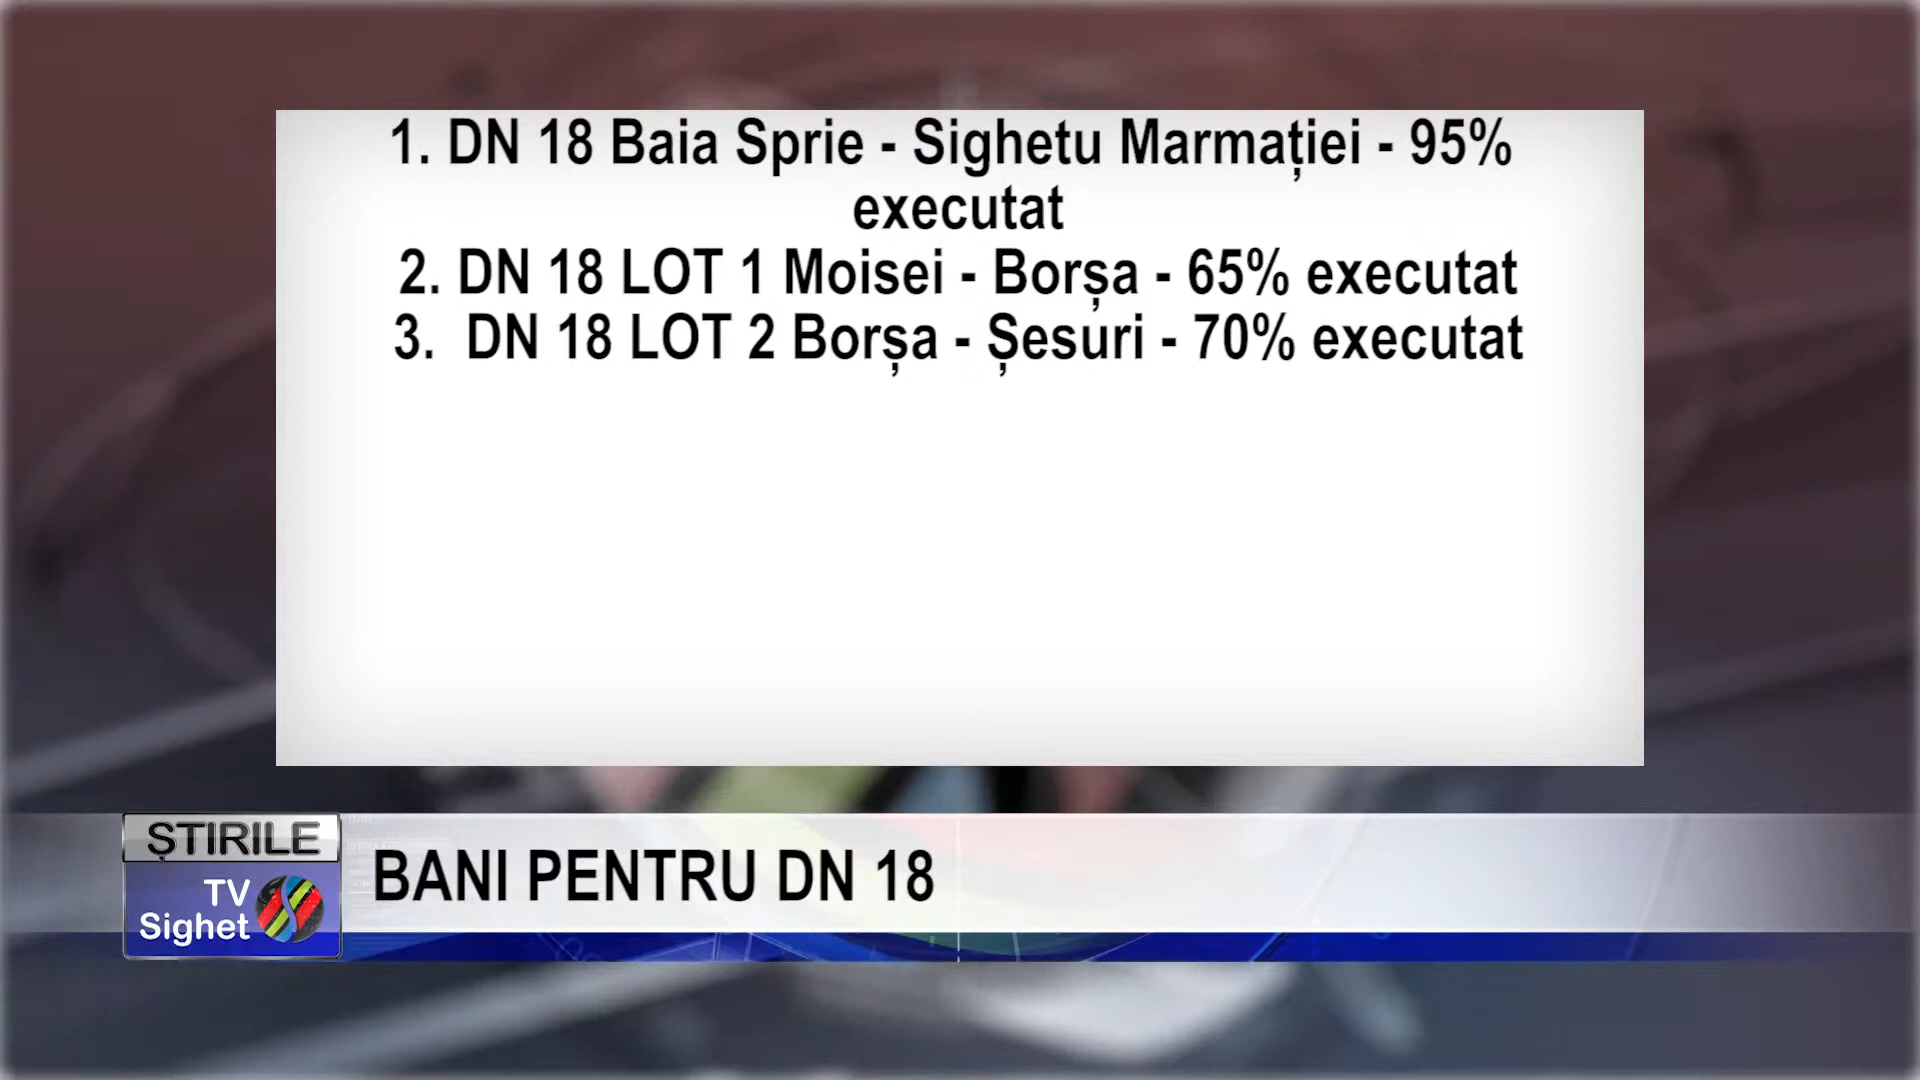 1. DN 18 Baia Sprie - Sighetu Marmației - 95%
executat
2. DN 18 LOT 1 Moisei - Borșa - 65% executat
3.  DN 18 LOT 2 Borșa - Șesuri - 70% executat
ȘTIRILE
TV
Sighet
BANI PENTRU DN 18